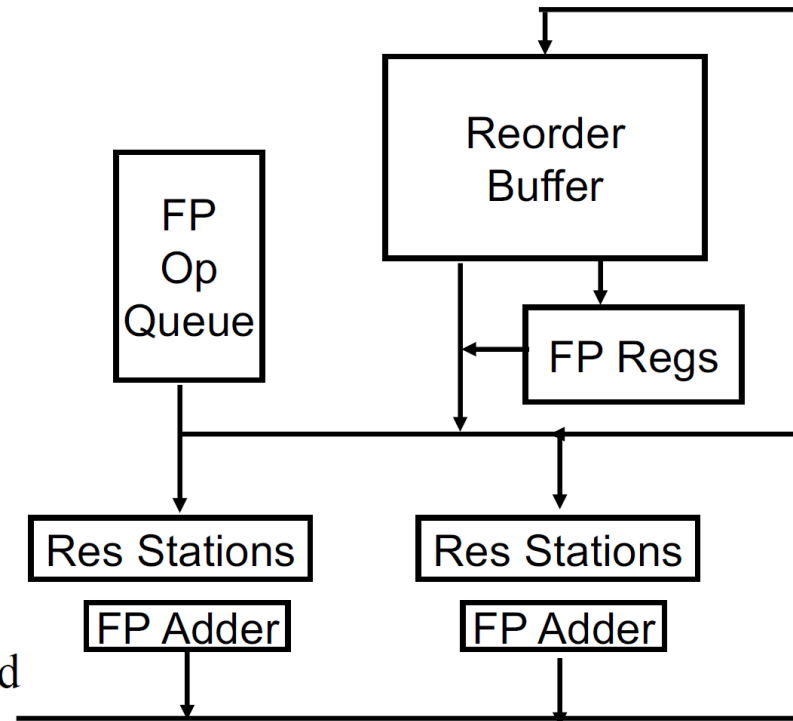 Reorder
Buffer
FP
Op
Queue
FP Regs
Res Stations
Res Stations
FP Adder
FP Adder
d